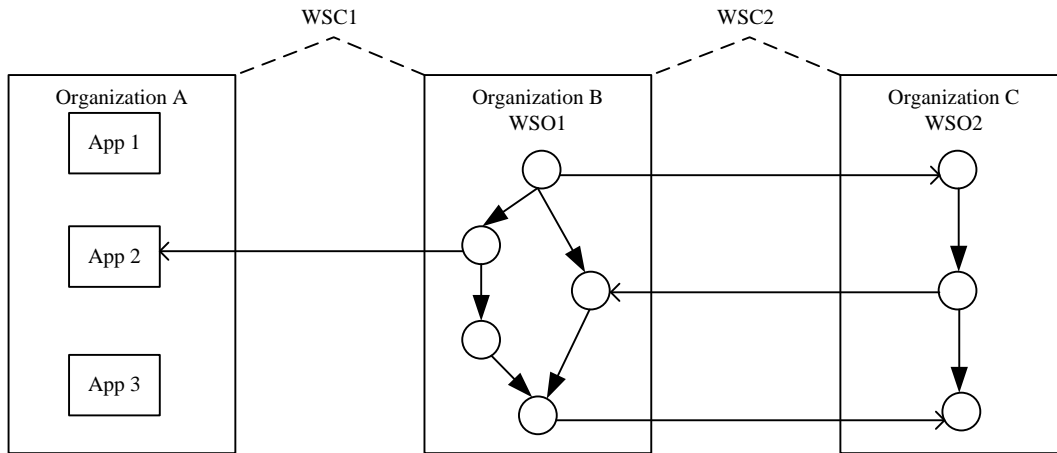 WSC1
WSC2
Organization A
App 1
App 2
App 3
Organization B
WSO1
Organization C
WSO2